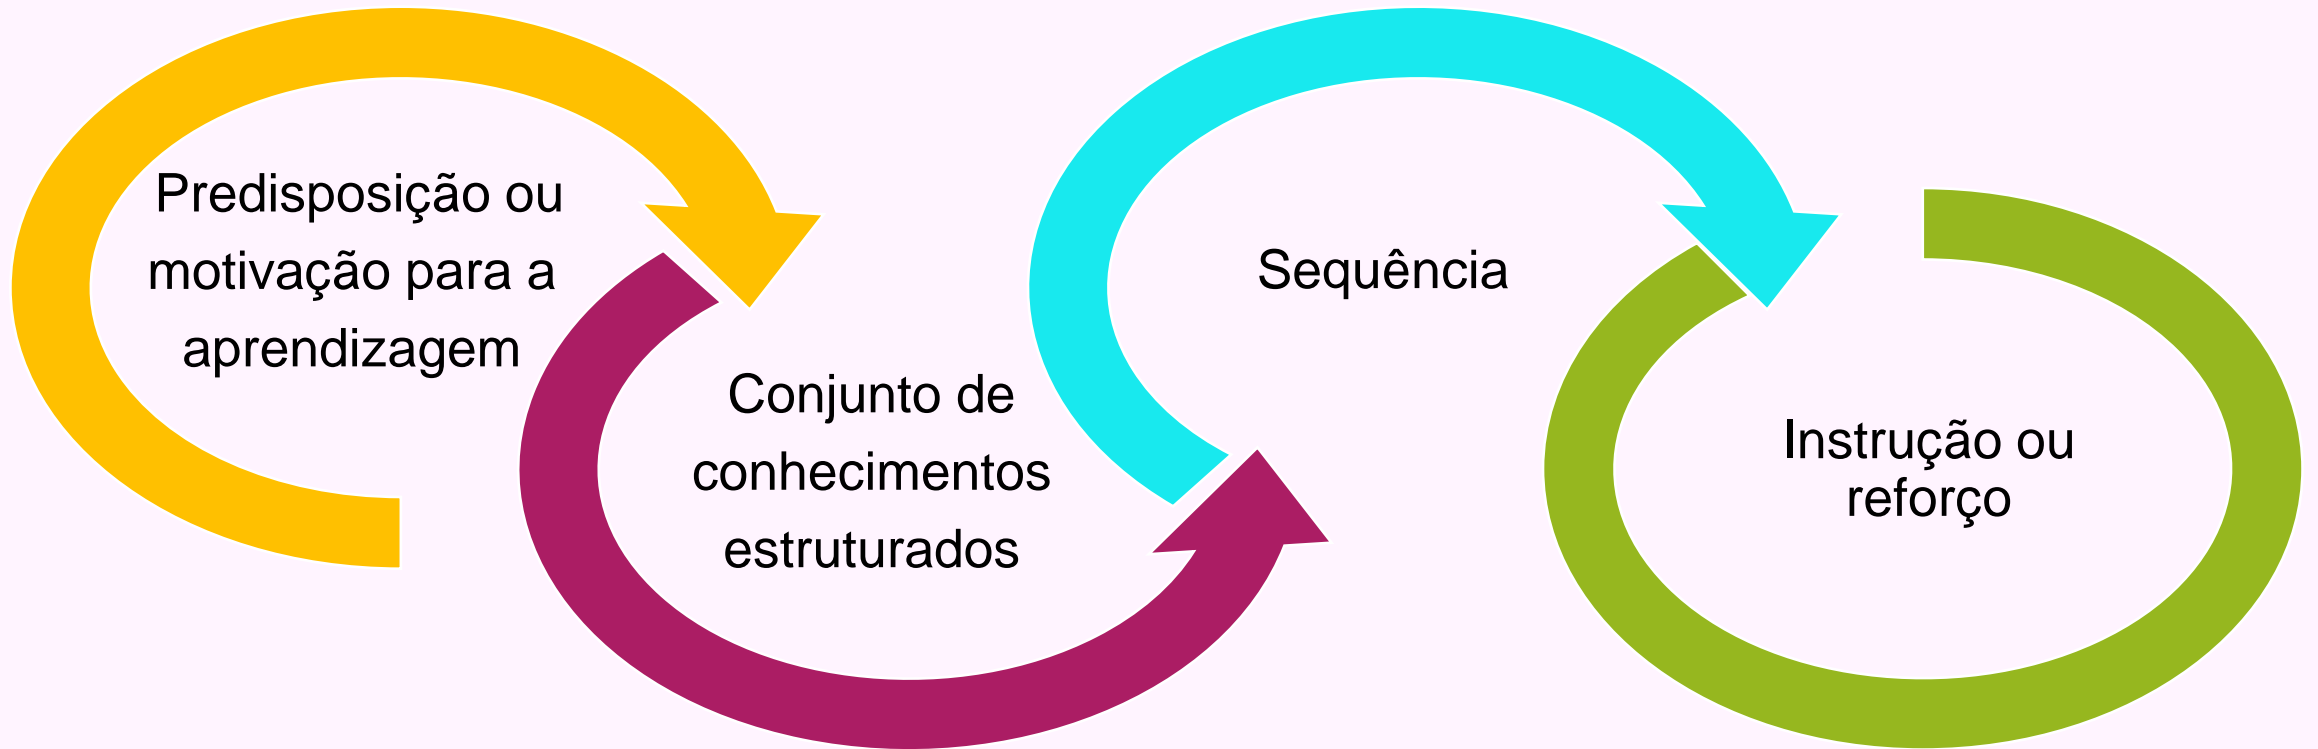 Predisposição ou
motivação para a
aprendizagem
Conjunto de
conhecimentos
estruturados
Sequência
Instrução ou
reforço